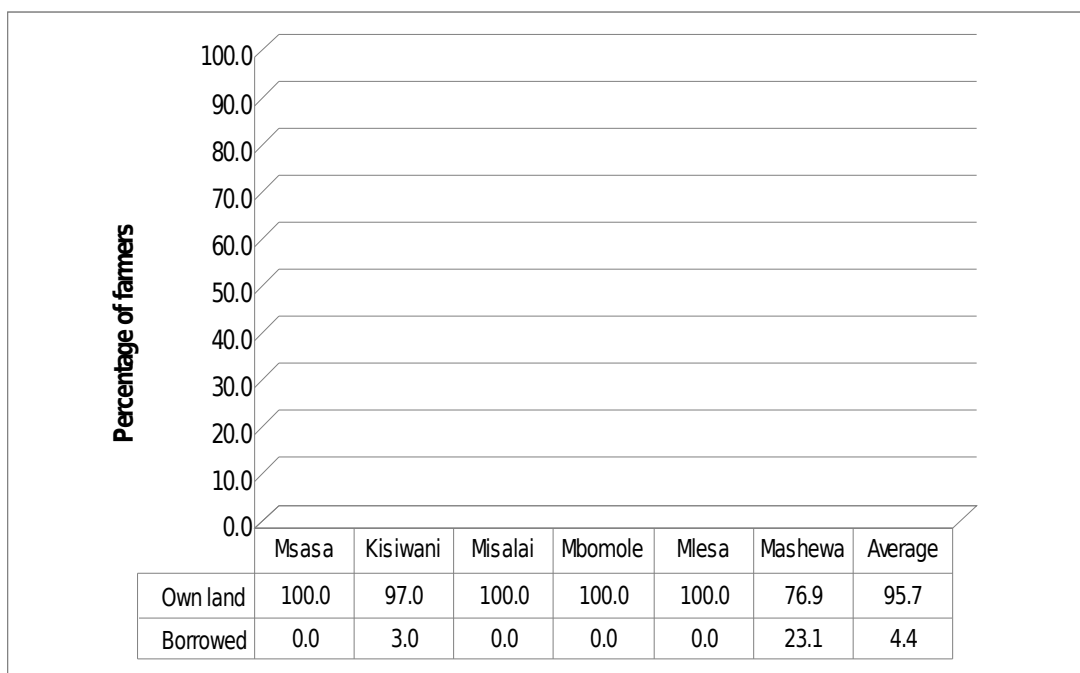 Percentage of farmers
100.0
90.0
80.0
70.0
60.0
50.0
40.0
30.0
20.0
10.0
0.0
Msasa Kisiwani Misalai Mbomole Mlesa Mashewa Average
Own land 100.0 97.0 100.0 100.0 100.0 76.9 95.7
Borrowed 0.0 3.0 0.0 0.0 0.0 23.1 4.4